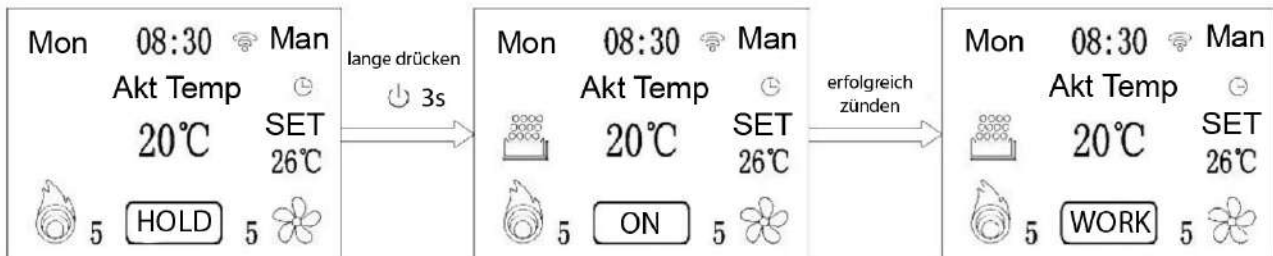 Mon 08:30 Man
Akt Temp
20℃
SET
26℃
5 HOLD 5
lange drücken
3s
Mon 08:30 Man
Akt Temp
20℃
SET
26℃
5 ON 5
erfolgreich
zünden
Mon 08:30 Man
Akt Temp
20℃
SET
26℃
5 WORK 5